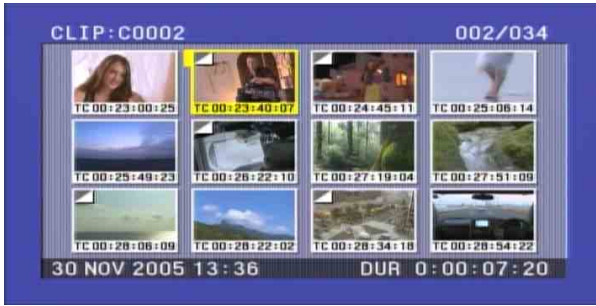 CLIP:C0002 002/034
TC 00:23:00:25 TC 00:23:40:07 TC 00:24:45:11 TC 00:25:06:14
TC 00:25:49:23 TC 00:26:22:10 TC 00:27:19:04 TC 00:27:51:09
TC 00:28:06:09 TC 00:28:22:02 TC 00:28:34:18 TC 00:28:54:22
30 NOV 2005 13:36 DUR 0:00:07:20